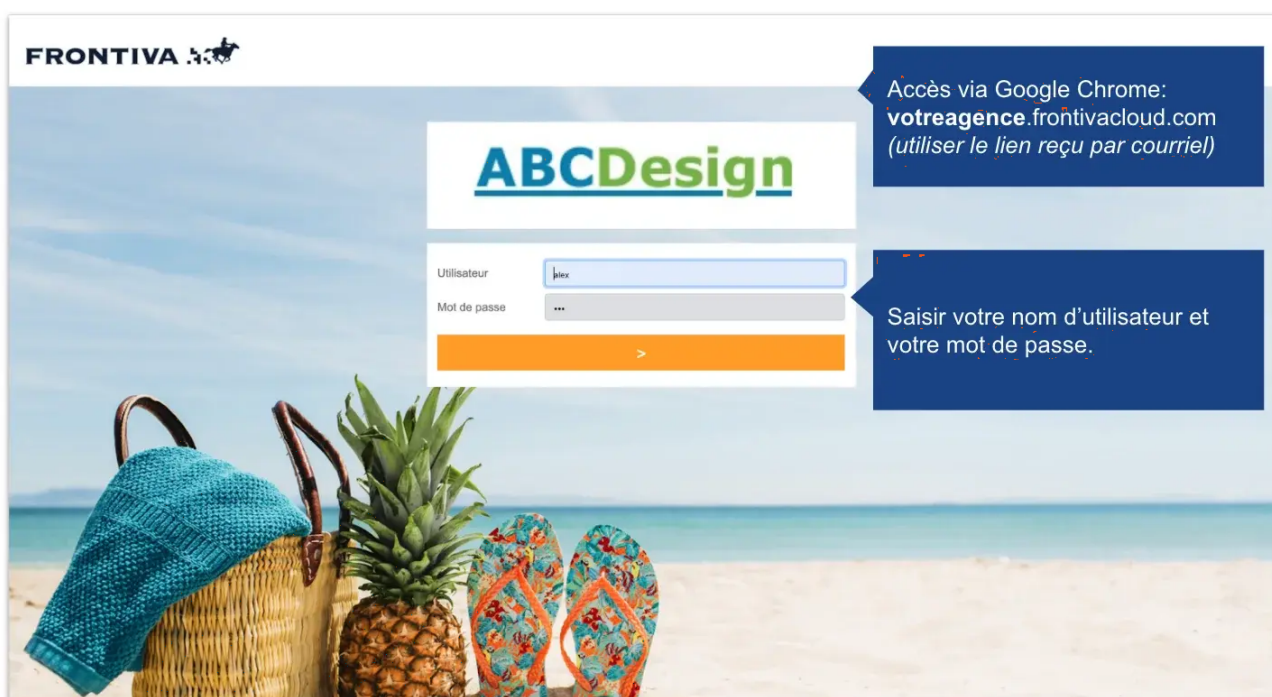 FRONTIVA
Accès via Google Chrome:
votreagence.frontivacloud.com
(utiliser le lien reçu par courriel)
ABCDesign
Utilisateur
alex
Mot de passe
•••
>
Saisir votre nom d’utilisateur et
votre mot de passe.